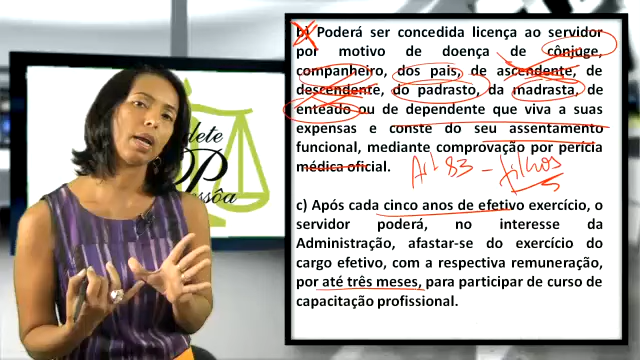 b) Poderá ser concedida licença ao servidor
por motivo de doença de cônjuge,
companheiro, dos pais, de ascendente, de
descendente, do padrasto, da madrasta, de
enteado ou de dependente que viva a suas
expensas e conste do seu assentamento
funcional, mediante comprovação por perícia
médica oficial.
Art 83 - filhos
c) Após cada cinco anos de efetivo exercício, o
servidor poderá, no interesse da
Administração, afastar-se do exercício do
cargo efetivo, com a respectiva remuneração,
por até três meses, para participar de curso de
capacitação profissional.
dete
P
ssôa